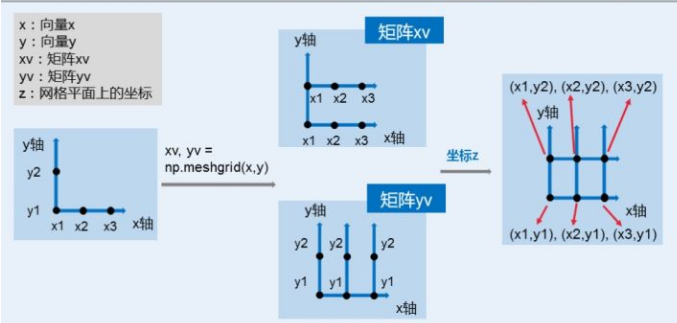 x：向量x
y：向量y
xv：矩阵xv
yv：矩阵yv
z：网格平面上的坐标
y轴
y2
y1
x1 x2 x3 x轴
xv, yv =
np.meshgrid(x,y)
矩阵xv
y轴
x1 x2 x3
x1 x2 x3 x轴
矩阵yv
y轴
y2 y2 y2
y1 y1 y1
x轴
坐标z
(x1,y2), (x2,y2), (x3,y2)
y轴
x轴
(x1,y1), (x2,y1), (x3,y1)